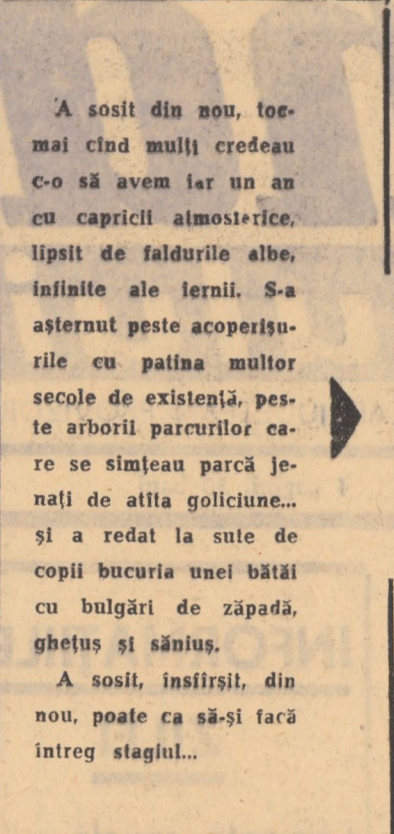 A sosit din nou, toc-
mai cînd mulți credeau
c-o să avem iar un an
cu capricii atmosferice,
lipsit de faldurile albe,
infinite ale iernii. S-a
așternut peste acoperișu-
rile cu patina multor
secole de existență, pes-
te arborii parcurilor ca-
re se simțeau parcă je-
nați de atîta goliciune...
și a redat la sute de
copii bucuria unei bătăi
cu bulgări de zăpadă,
ghețuș și săniuș.
A sosit, însfîrșit, din
nou, poate ca să-și facă
întreg stagiul...